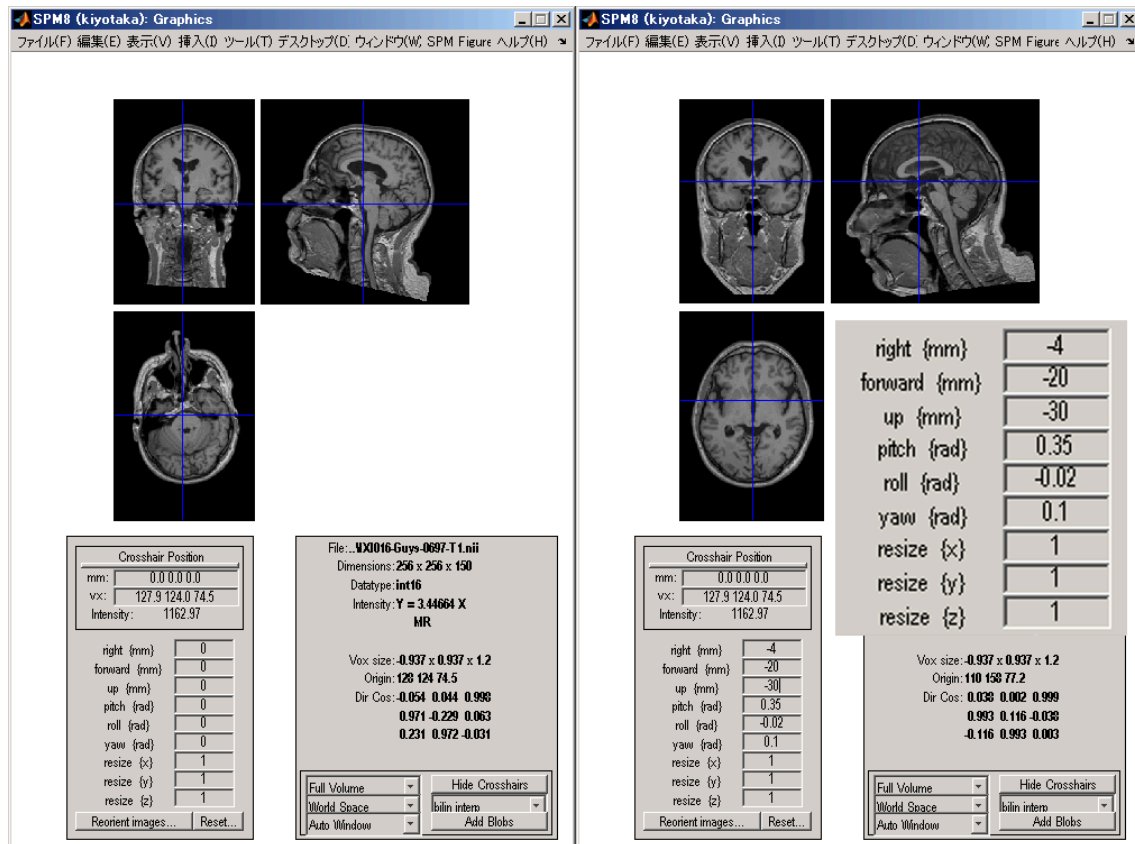 SPM8 (kiyotaka): Graphics
ファイル(F) 編集(E) 表示(V) 挿入(I) ツール(T) デスクトップ(D) ウィンドウ(W) SPM Figure ヘルプ(H)
Crosshair Position
mm: 0.0 0.0 0.0
vx: 127.9 124.0 74.5
Intensity: 1162.97
right {mm} 0
forward {mm} 0
up {mm} 0
pitch {rad} 0
roll {rad} 0
yaw {rad} 0
resize {x} 1
resize {y} 1
resize {z} 1
Reorient images... Reset...
File:..\IXI016-Guys-0697-T1.nii
Dimensions: 256 x 256 x 150
Datatype: int16
Intensity: Y = 3.44664 X
MR
Vox size: -0.937 x 0.937 x 1.2
Origin: 128 124 74.5
Dir Cos: -0.054 0.044 0.998
0.971 -0.229 0.063
0.231 0.972 -0.031
Full Volume Hide Crosshairs
World Space bilin interp
Auto Window Add Blobs
SPM8 (kiyotaka): Graphics
ファイル(F) 編集(E) 表示(V) 挿入(I) ツール(T) デスクトップ(D) ウィンドウ(W) SPM Figure ヘルプ(H)
right {mm} -4
forward {mm} -20
up {mm} -30
pitch {rad} 0.35
roll {rad} -0.02
yaw {rad} 0.1
resize {x} 1
resize {y} 1
resize {z} 1
Crosshair Position
mm: 0.0 0.0 0.0
vx: 127.9 124.0 74.5
Intensity: 1162.97
right {mm} -4
forward {mm} -20
up {mm} -30
pitch {rad} 0.35
roll {rad} -0.02
yaw {rad} 0.1
resize {x} 1
resize {y} 1
resize {z} 1
Reorient images... Reset...
Vox size: -0.937 x 0.937 x 1.2
Origin: 110 158 77.2
Dir Cos: 0.038 0.002 0.999
0.993 0.116 -0.038
-0.116 0.993 0.003
Full Volume Hide Crosshairs
World Space bilin interp
Auto Window Add Blobs